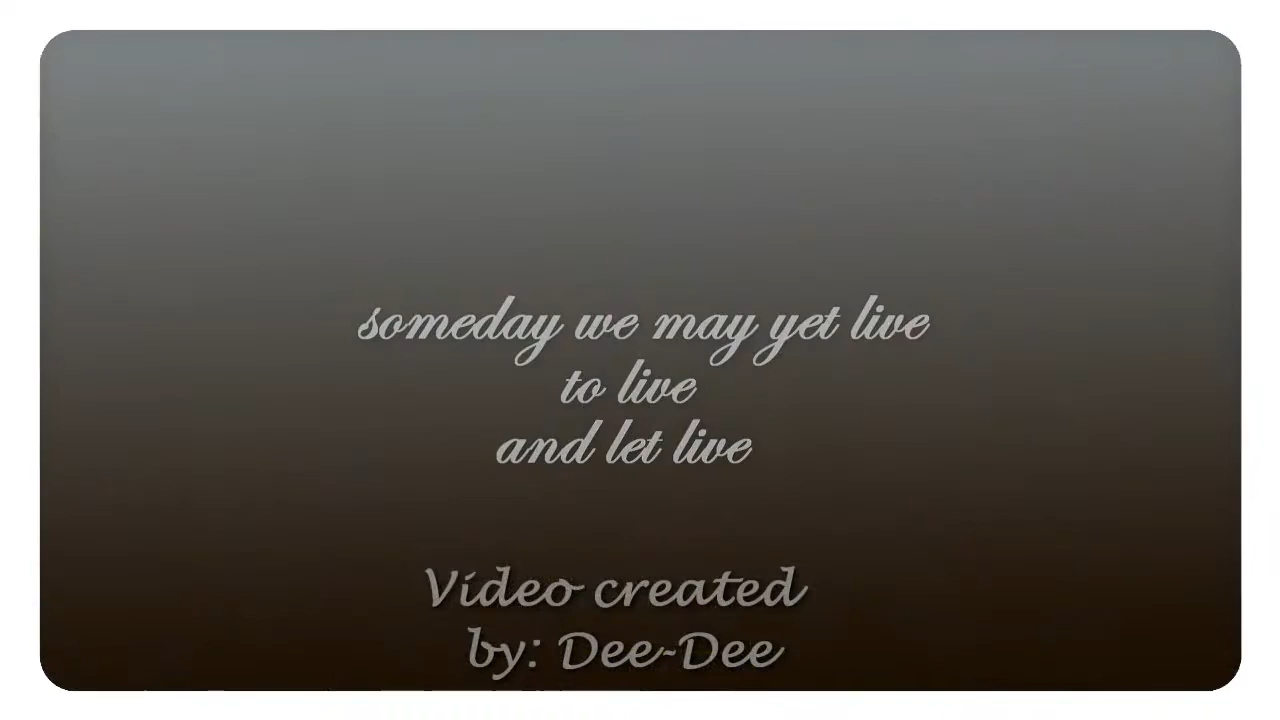 someday we may yet live
to live
and let live
Video created
by: Dee-Dee